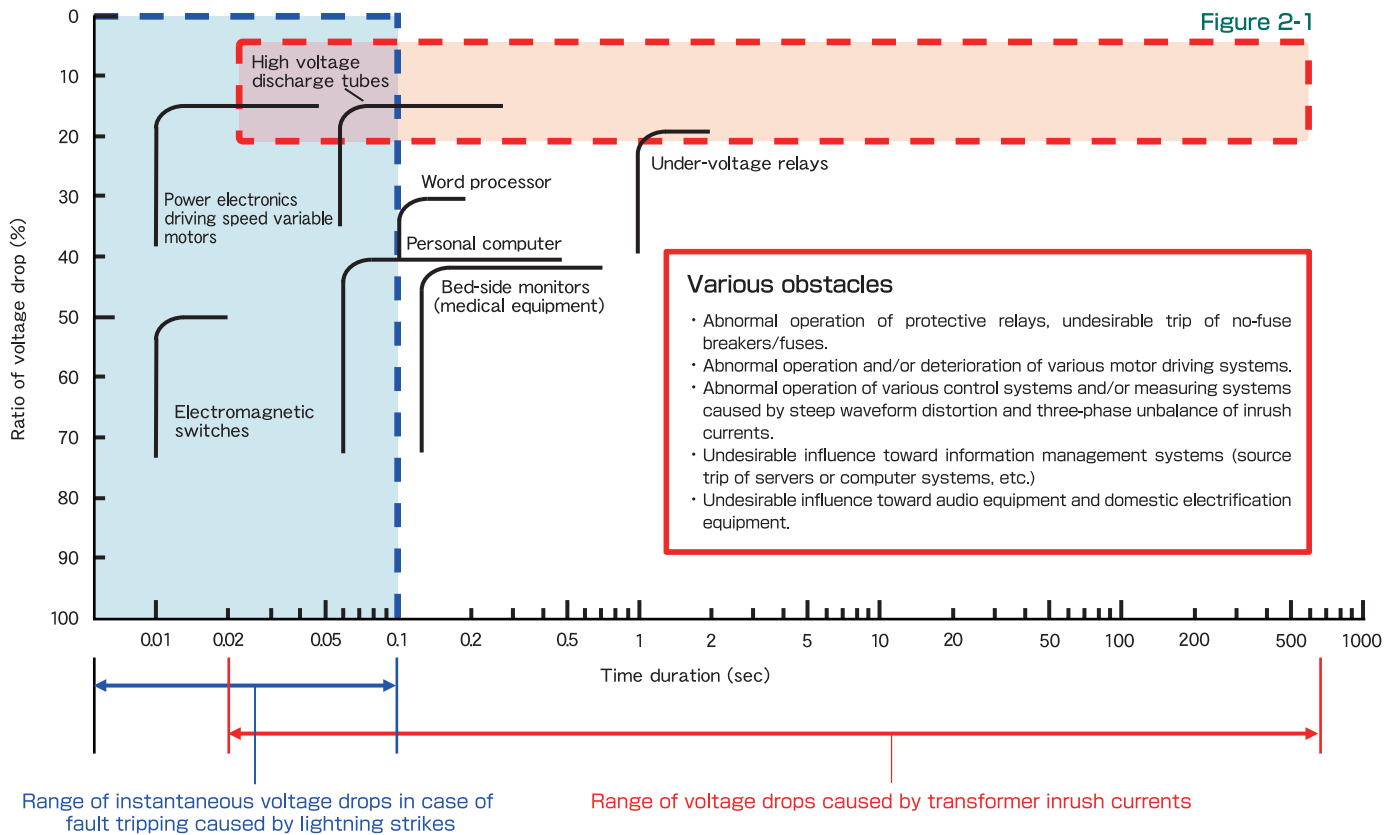 Figure 2-1
Ratio of voltage drop (%)
0
10
20
30
40
50
60
70
80
90
100
High voltage
discharge tubes
Power electronics
driving speed variable
motors
Word processor
Under-voltage relays
Personal computer
Bed-side monitors
(medical equipment)
Electromagnetic
switches
Various obstacles
・Abnormal operation of protective relays, undesirable trip of no-fuse
breakers/fuses.
・Abnormal operation and/or deterioration of various motor driving systems.
・Abnormal operation of various control systems and/or measuring systems
caused by steep waveform distortion and three-phase unbalance of inrush
currents.
・Undesirable influence toward information management systems (source
trip of servers or computer systems, etc.)
・Undesirable influence toward audio equipment and domestic electrification
equipment.
0.01 0.02 0.05 0.1 0.2 0.5 1 2 5 10 20 50 100 200 500 1000
Time duration (sec)
Range of instantaneous voltage drops in case of
fault tripping caused by lightning strikes
Range of voltage drops caused by transformer inrush currents